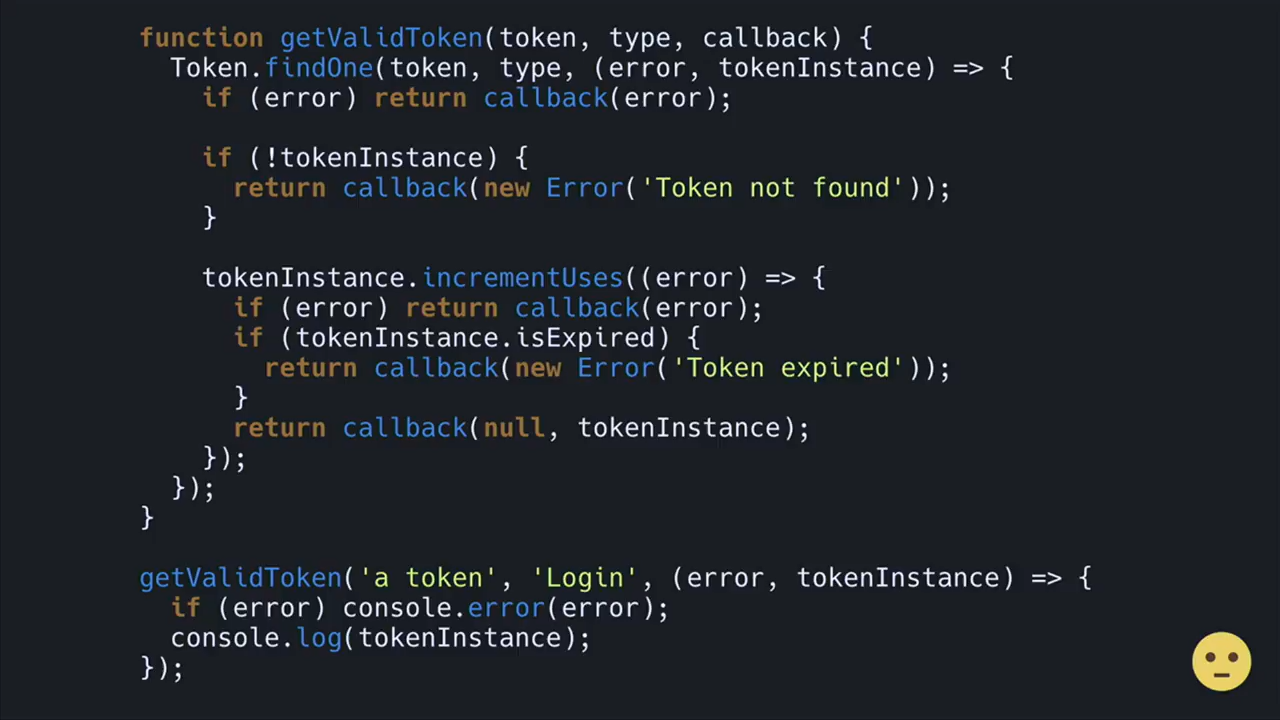 function getValidToken(token, type, callback) {
  Token.findOne(token, type, (error, tokenInstance) => {
    if (error) return callback(error);

    if (!tokenInstance) {
      return callback(new Error('Token not found'));
    }

    tokenInstance.incrementUses((error) => {
      if (error) return callback(error);
      if (tokenInstance.isExpired) {
        return callback(new Error('Token expired'));
      }
      return callback(null, tokenInstance);
    });
  });
}

getValidToken('a token', 'Login', (error, tokenInstance) => {
  if (error) console.error(error);
  console.log(tokenInstance);
});